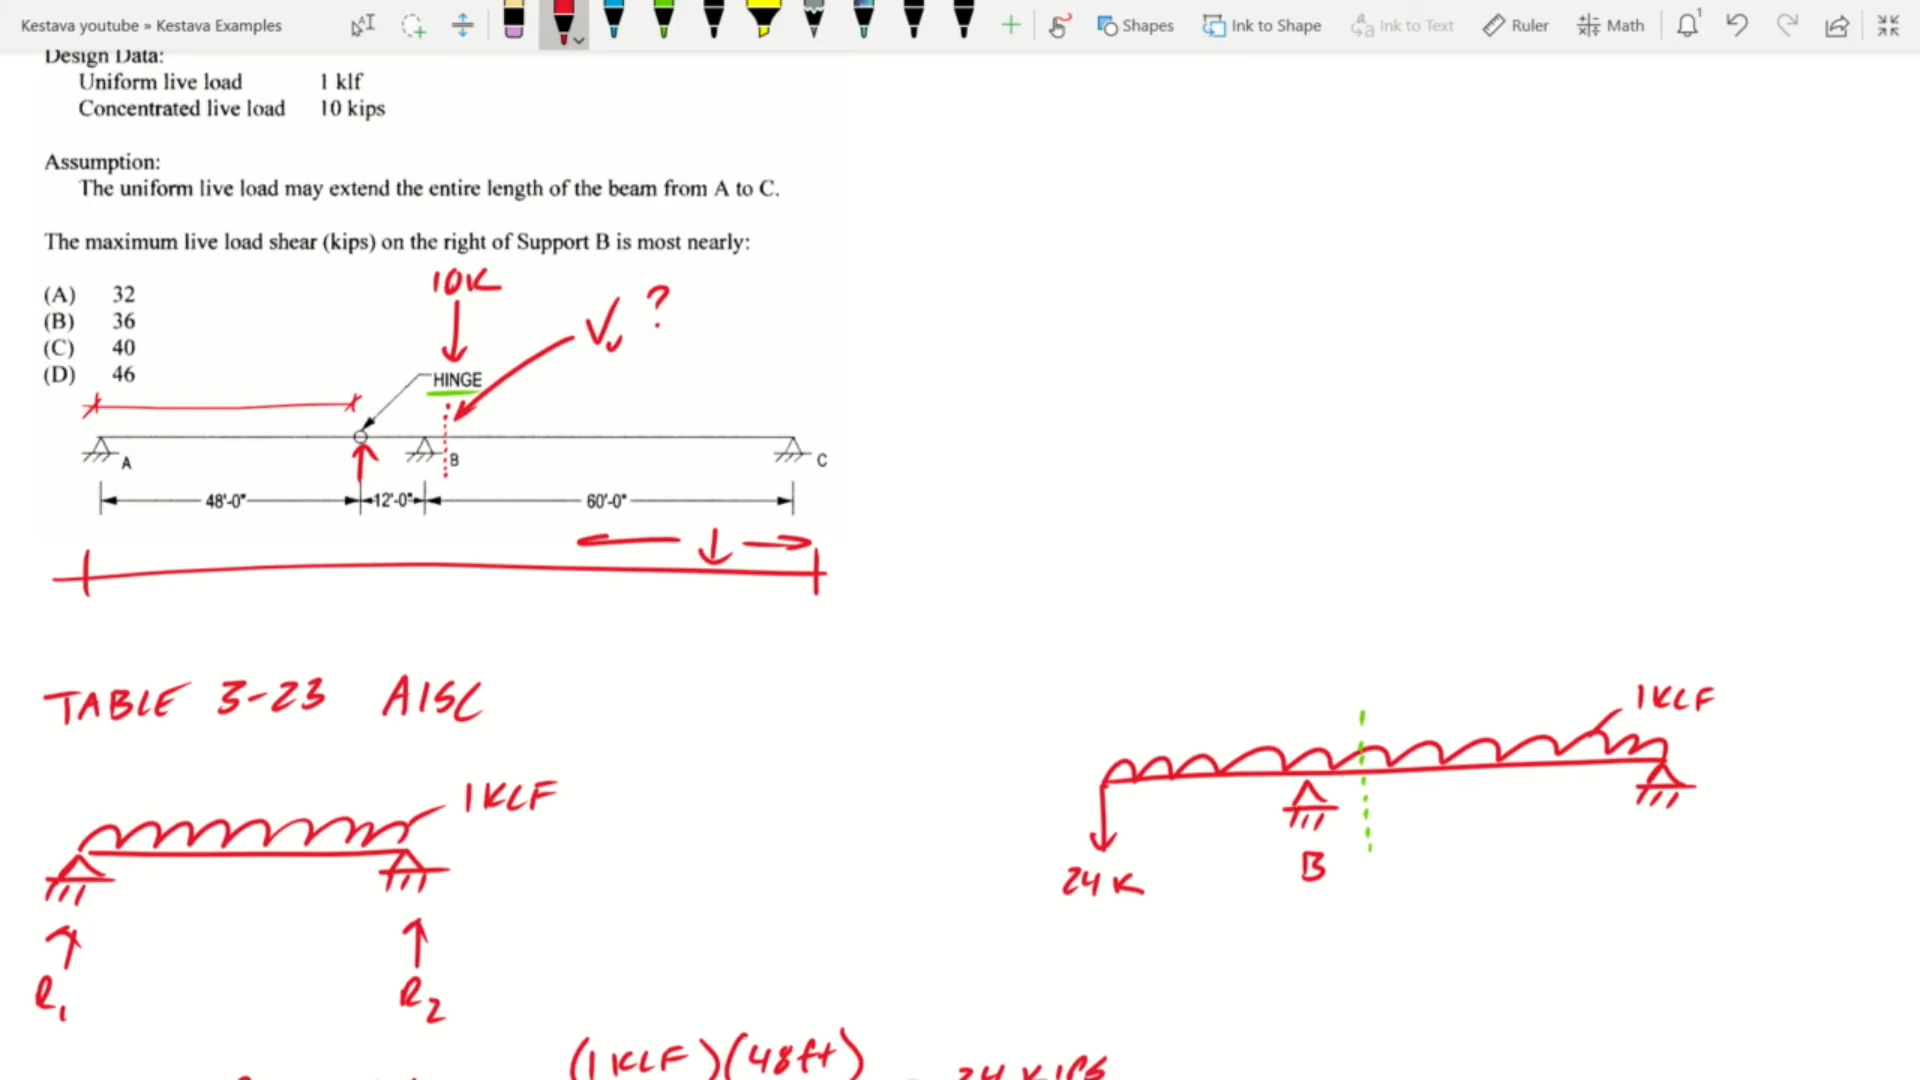 Kestava youtube » Kestava Examples
Shapes
Ink to Shape
Ink to Text
Ruler
Math
1
Design Data:
Uniform live load 1 klf
Concentrated live load 10 kips
Assumption:
The uniform live load may extend the entire length of the beam from A to C.
The maximum live load shear (kips) on the right of Support B is most nearly:
(A) 32
(B) 36
(C) 40
(D) 46
10K
V ?
HINGE
A
B
C
48'-0"
12'-0"
60'-0"
TABLE 3-23 AISC
1KLF
1KLF
24K
B
R1
R2
(1KLF)(48ft)
24 KIPS